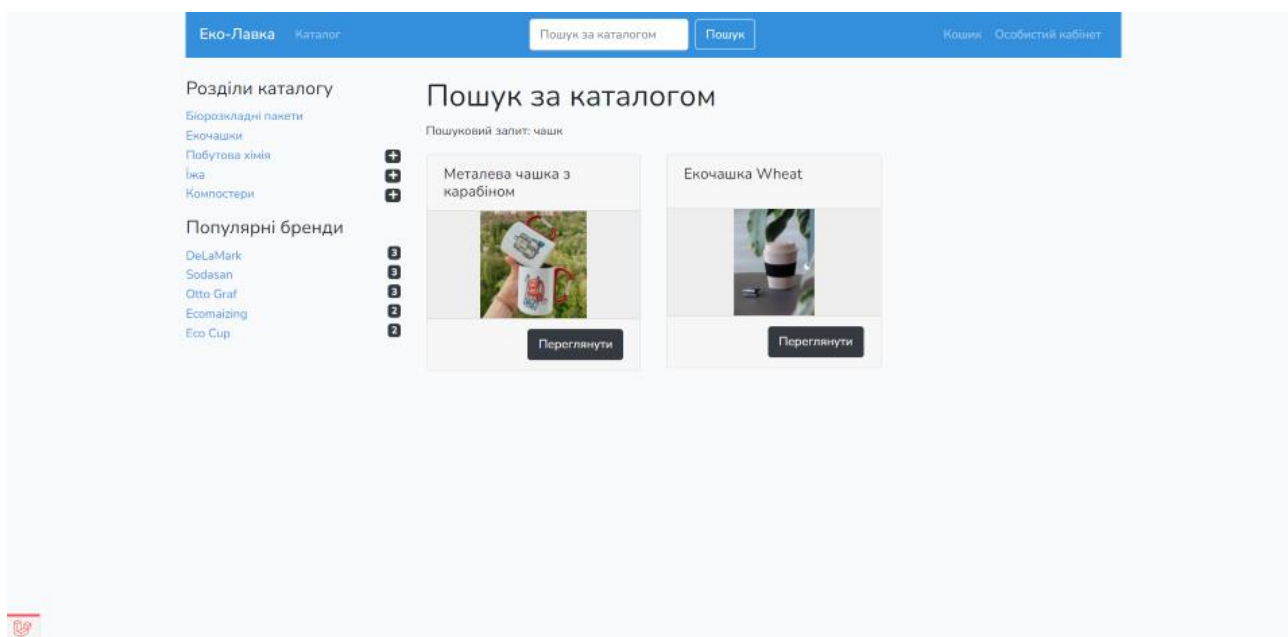 Еко-Лавка Каталог Пошук за каталогом Пошук Кошик Особистий кабінет
Розділи каталогу
Біорозкладні пакети
Екочашки
Побутова хімія
Їжа
Компостери
Популярні бренди
DeLaMark 3
Sodasan 3
Otto Graf 3
Ecomaizing 2
Eco Cup 2
Пошук за каталогом
Пошуковий запит: чашк
Металева чашка з
карабіном
Переглянути
Екочашка Wheat
Переглянути